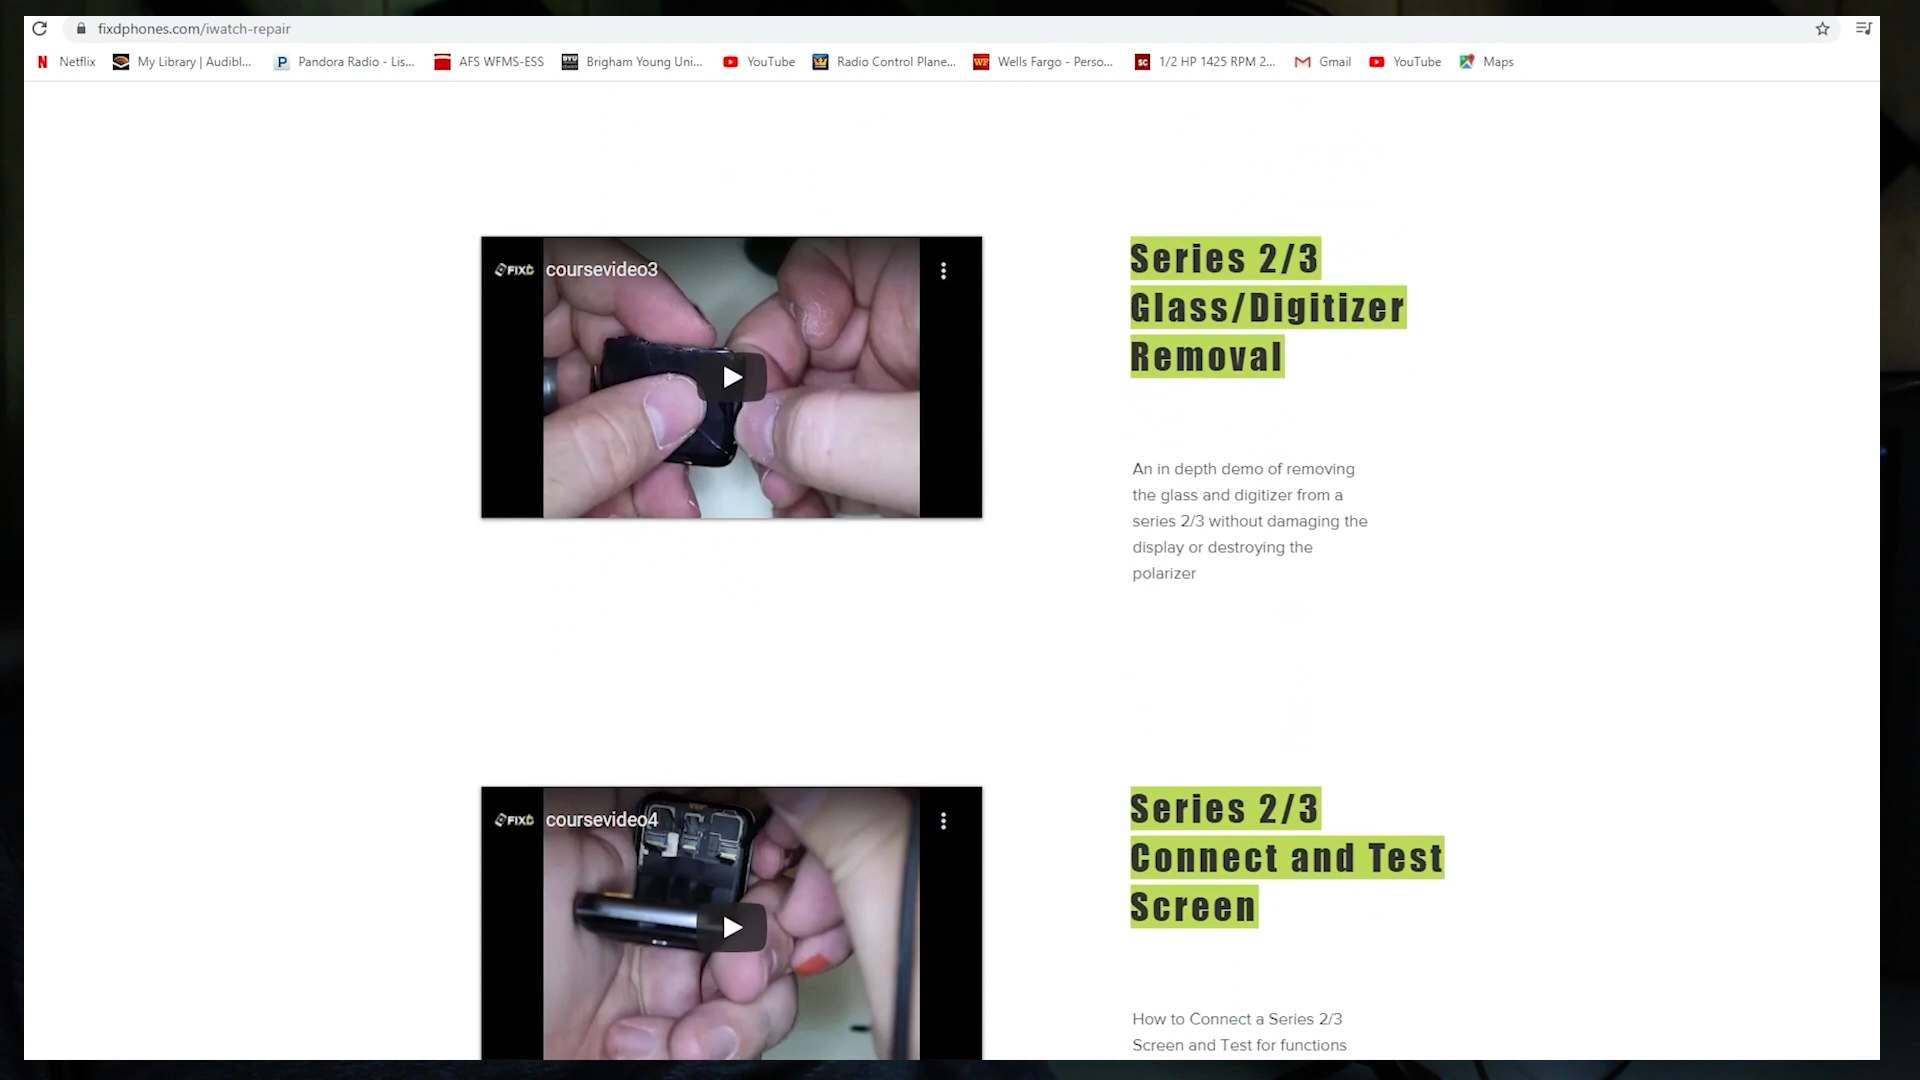 fixdphones.com/iwatch-repair
Netflix My Library | Audibl... Pandora Radio - Lis... AFS WFMS-ESS Brigham Young Uni... YouTube Radio Control Plane... Wells Fargo - Perso... 1/2 HP 1425 RPM 2... Gmail YouTube Maps
FIXD coursevideo3
Series 2/3
Glass/Digitizer
Removal
An in depth demo of removing
the glass and digitizer from a
series 2/3 without damaging the
display or destroying the
polarizer
FIXD coursevideo4
Series 2/3
Connect and Test
Screen
How to Connect a Series 2/3
Screen and Test for functions